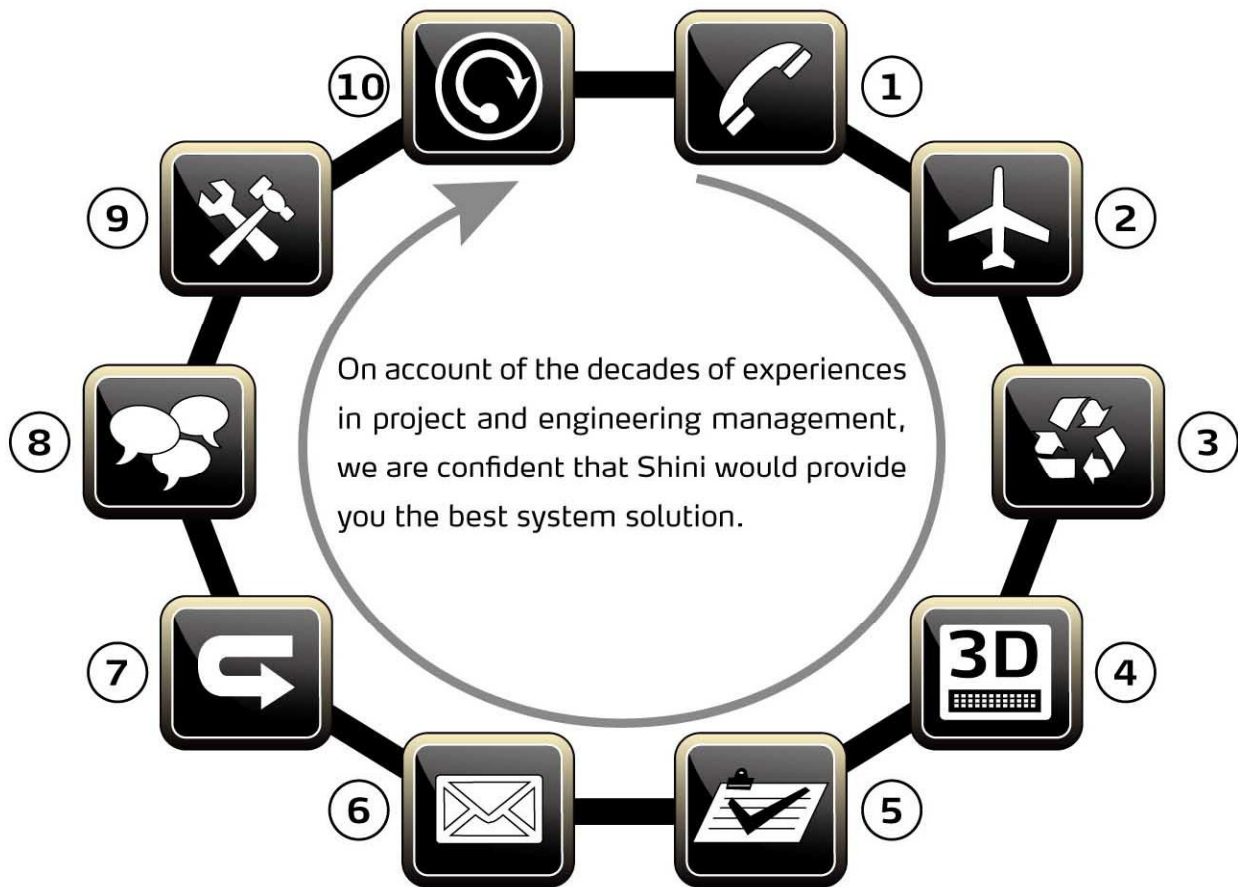 10
1
9
2
On account of the decades of experiences
in project and engineering management,
we are confident that Shini would provide
you the best system solution.
8
3
7
3D
4
6
5